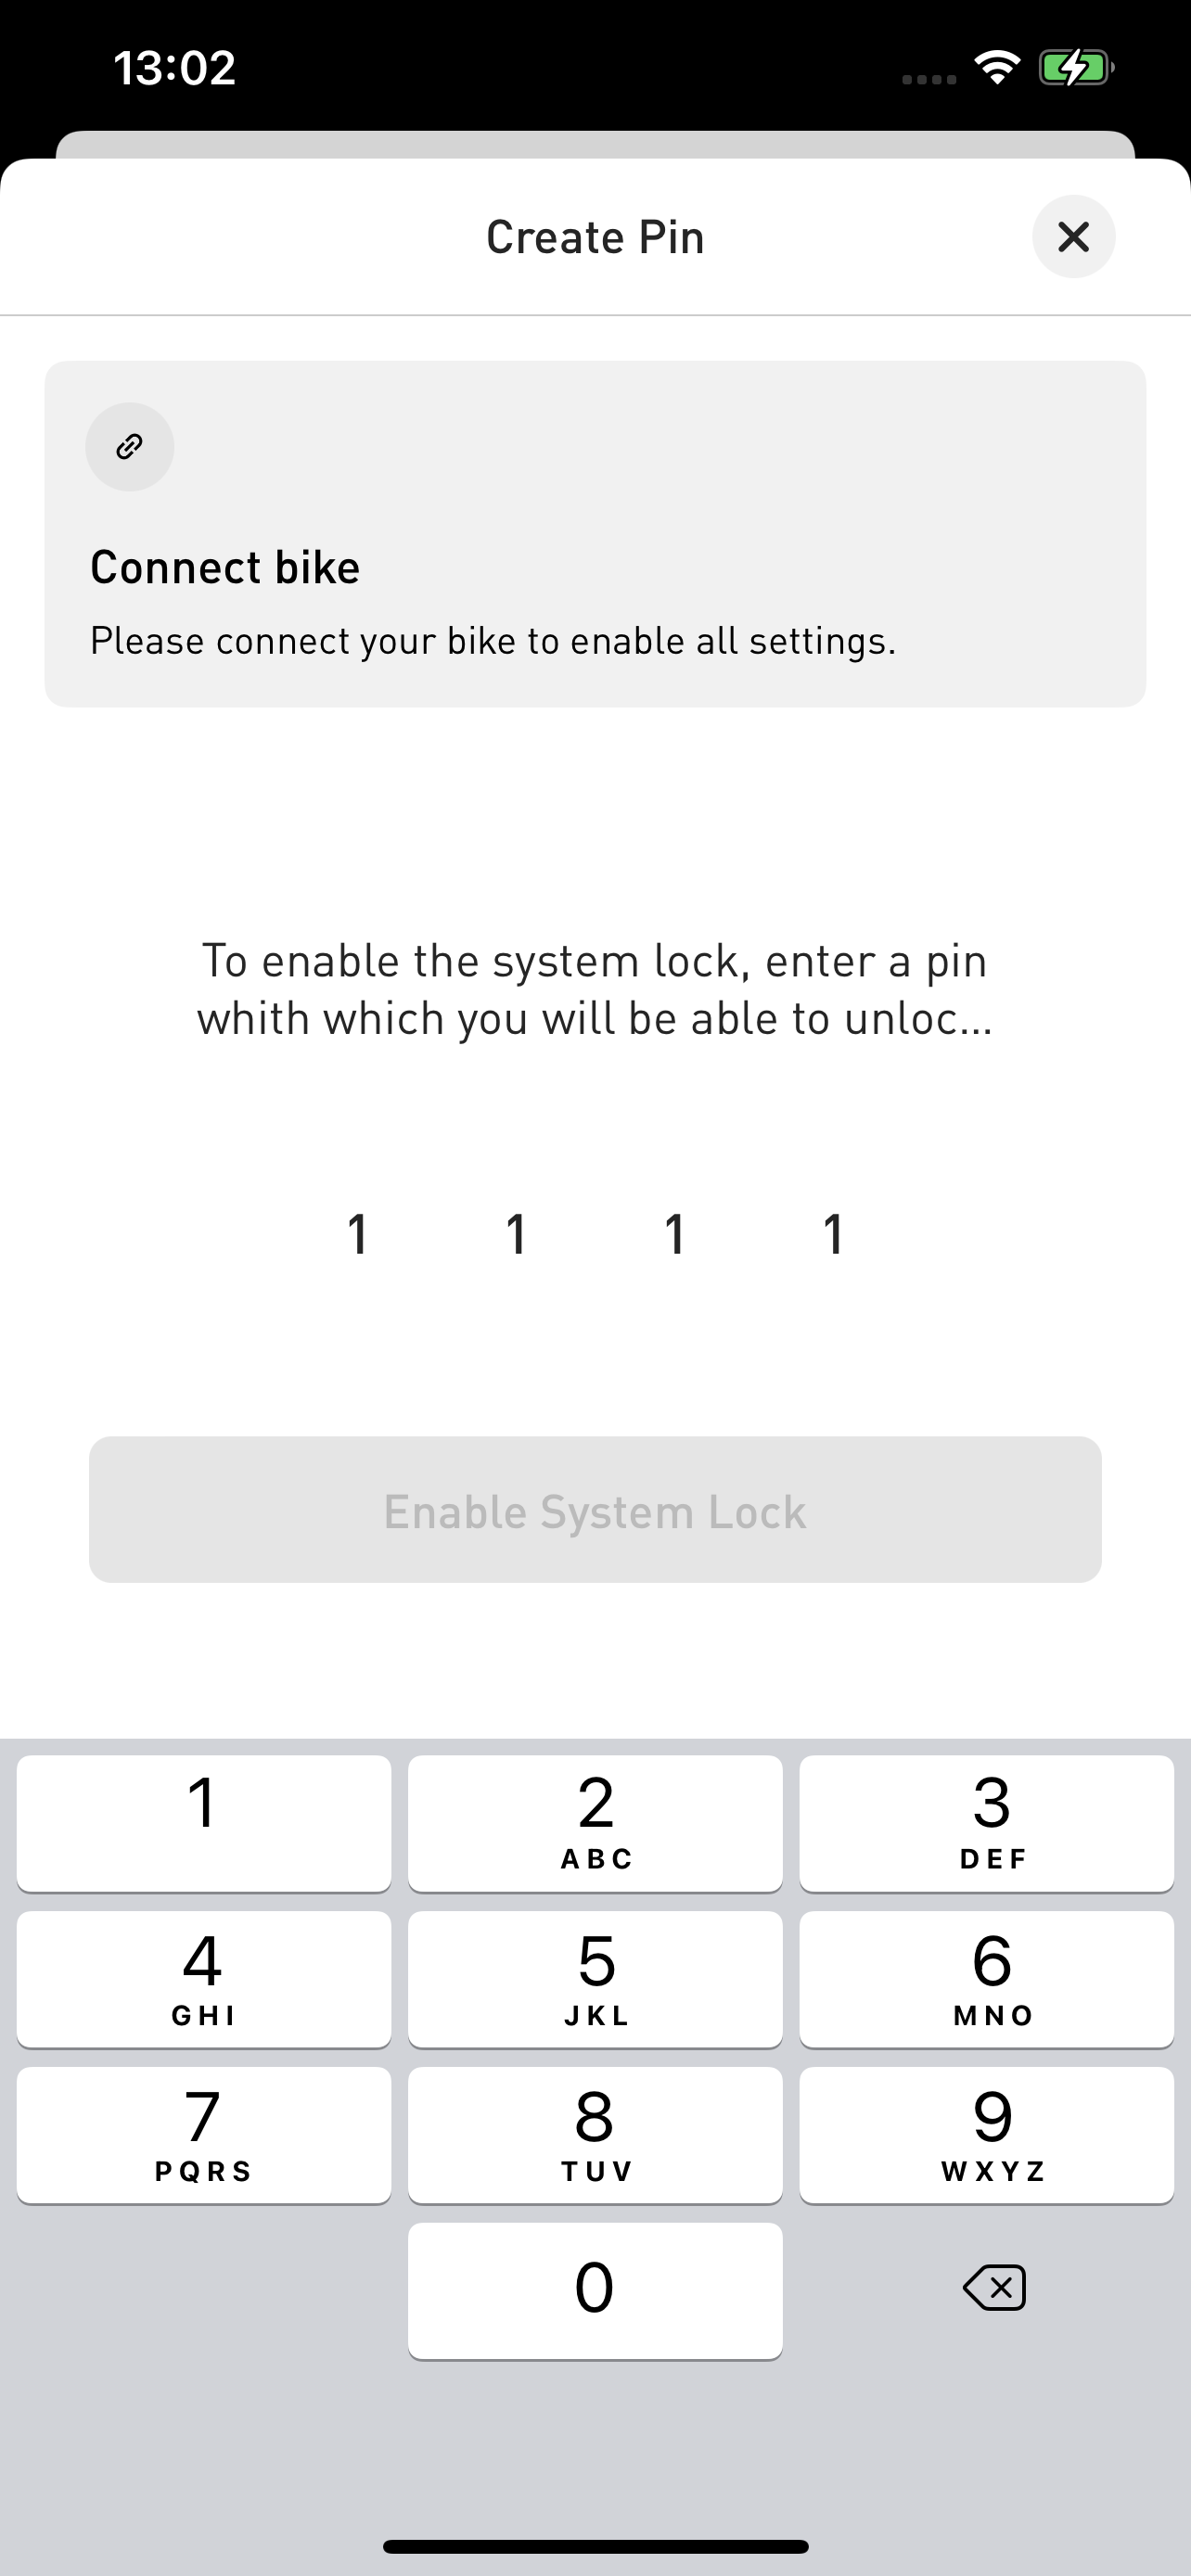 13:02
Create Pin
Connect bike
Please connect your bike to enable all settings.
To enable the system lock, enter a pin
whith which you will be able to unloc...
1 1 1 1
Enable System Lock
1 2 3
ABC DEF
4 5 6
GHI JKL MNO
7 8 9
PQRS TUV WXYZ
0